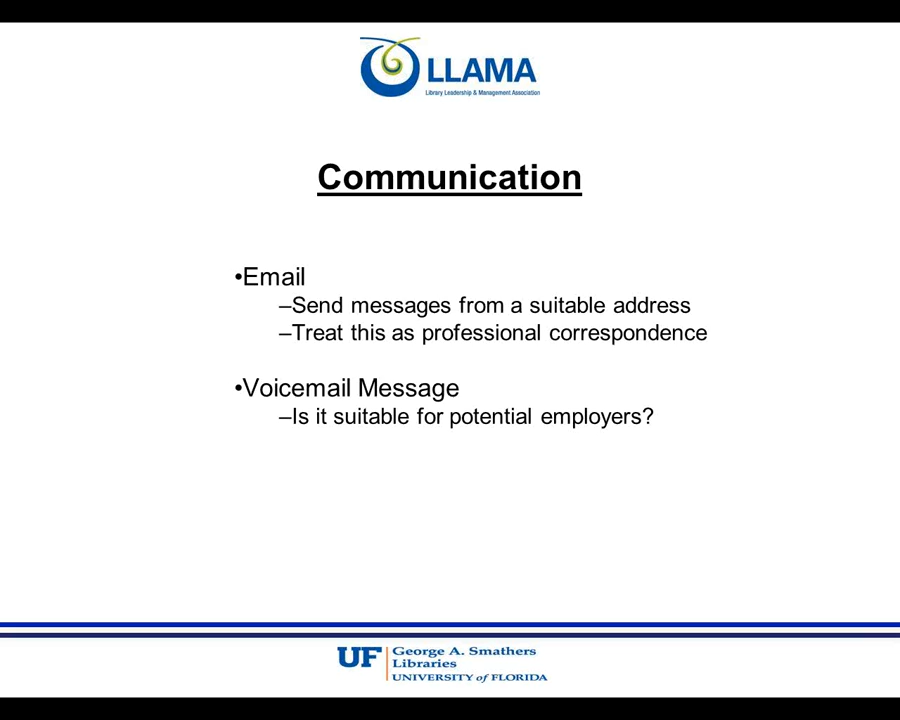 LLAMA
Library Leadership & Management Association
Communication
•Email
–Send messages from a suitable address
–Treat this as professional correspondence
•Voicemail Message
–Is it suitable for potential employers?
UF George A. Smathers
Libraries
UNIVERSITY of FLORIDA